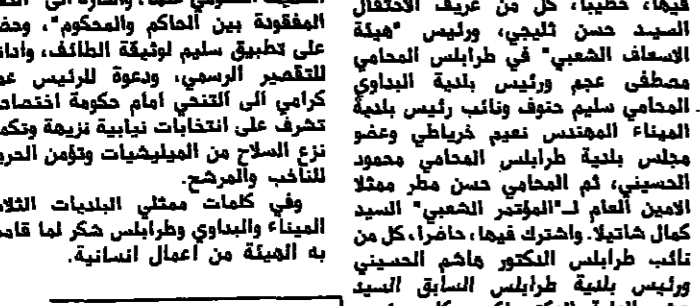 فيها، خطيبا، كل من عريف الاحتفال
السيد حسن ثليجي، ورئيس "هيئة
الاسعاف الشعبي" في طرابلس المحامي
مصطفى عجم ورئيس بلدية البداوي
المحامي سليم حنوف ونائب رئيس بلدية
الميناء المهندس نعيم خرياطي وعضو
مجلس بلدية طرابلس المحامي محمود
الحسيني، ثم المحامي حسن مطر ممثلا
الامين العام لـ"المؤتمر الشعبي" السيد
كمال شاتيلا. واشترك فيها، حاضرا، كل من
نائب طرابلس الدكتور هاشم الحسيني
ورئيس بلدية طرابلس السابق السيد
المفقودة بين الحاكم والمحكوم"، وحض
على تطبيق سليم لوثيقة الطائف، وادان
للتقصير الرسمي، ودعوة للرئيس عم
كرامي الى التنحي امام حكومة اختصاص
تشرف على انتخابات نيابية نزيهة وتكم
نزع السلاح من الميليشيات وتؤمن الحري
للناخب والمرشح.
وفي كلمات ممثلي البلديات الثلاث
الميناء والبداوي وطرابلس شكر لما قامت
به الهيئة من اعمال انسانية.